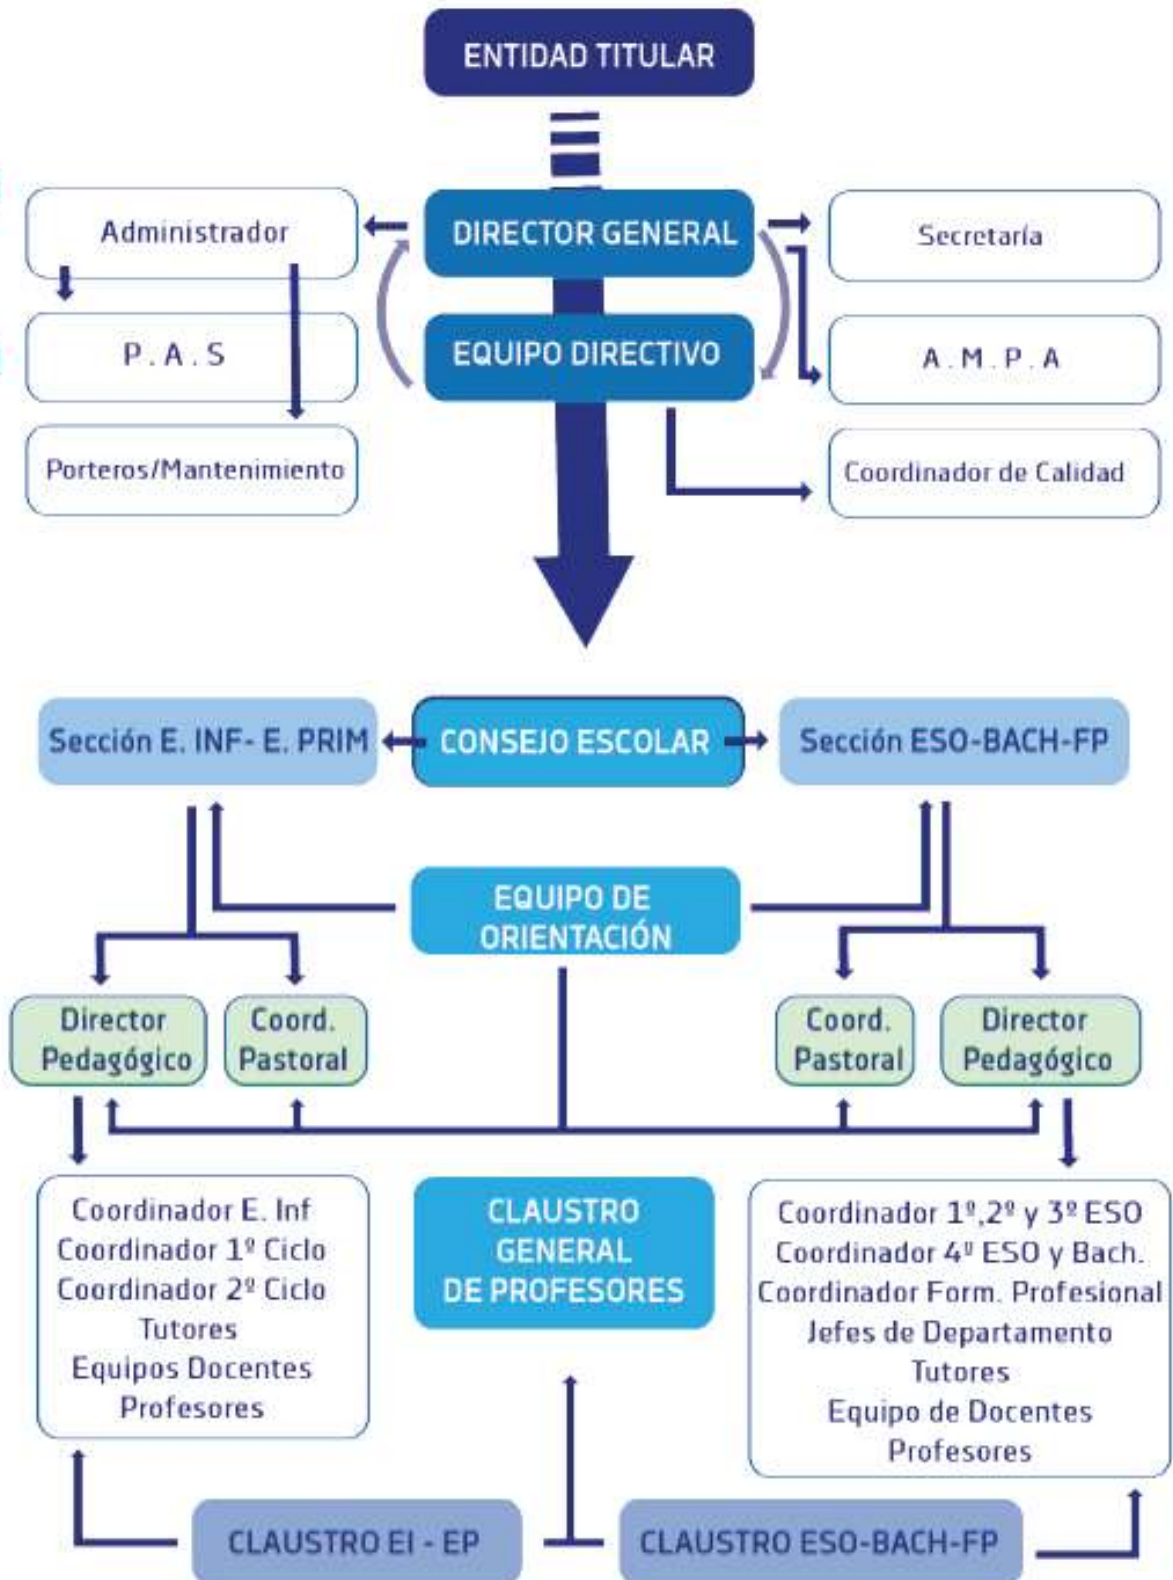 ENTIDAD TITULAR
Administrador
DIRECTOR GENERAL
Secretaría
P.A.S
EQUIPO DIRECTIVO
A.M.P.A
Porteros/Mantenimiento
Coordinador de Calidad
Sección E. INF- E. PRIM
CONSEJO ESCOLAR
Sección ESO-BACH-FP
EQUIPO DE
ORIENTACIÓN
Director
Pedagógico
Coord.
Pastoral
Coord.
Pastoral
Director
Pedagógico
Coordinador E. Inf
Coordinador 1º Ciclo
Coordinador 2º Ciclo
Tutores
Equipos Docentes
Profesores
CLAUSTRO
GENERAL
DE PROFESORES
Coordinador 1º,2º y 3º ESO
Coordinador 4º ESO y Bach.
Coordinador Form. Profesional
Jefes de Departamento
Tutores
Equipo de Docentes
Profesores
CLAUSTRO EI - EP
CLAUSTRO ESO-BACH-FP